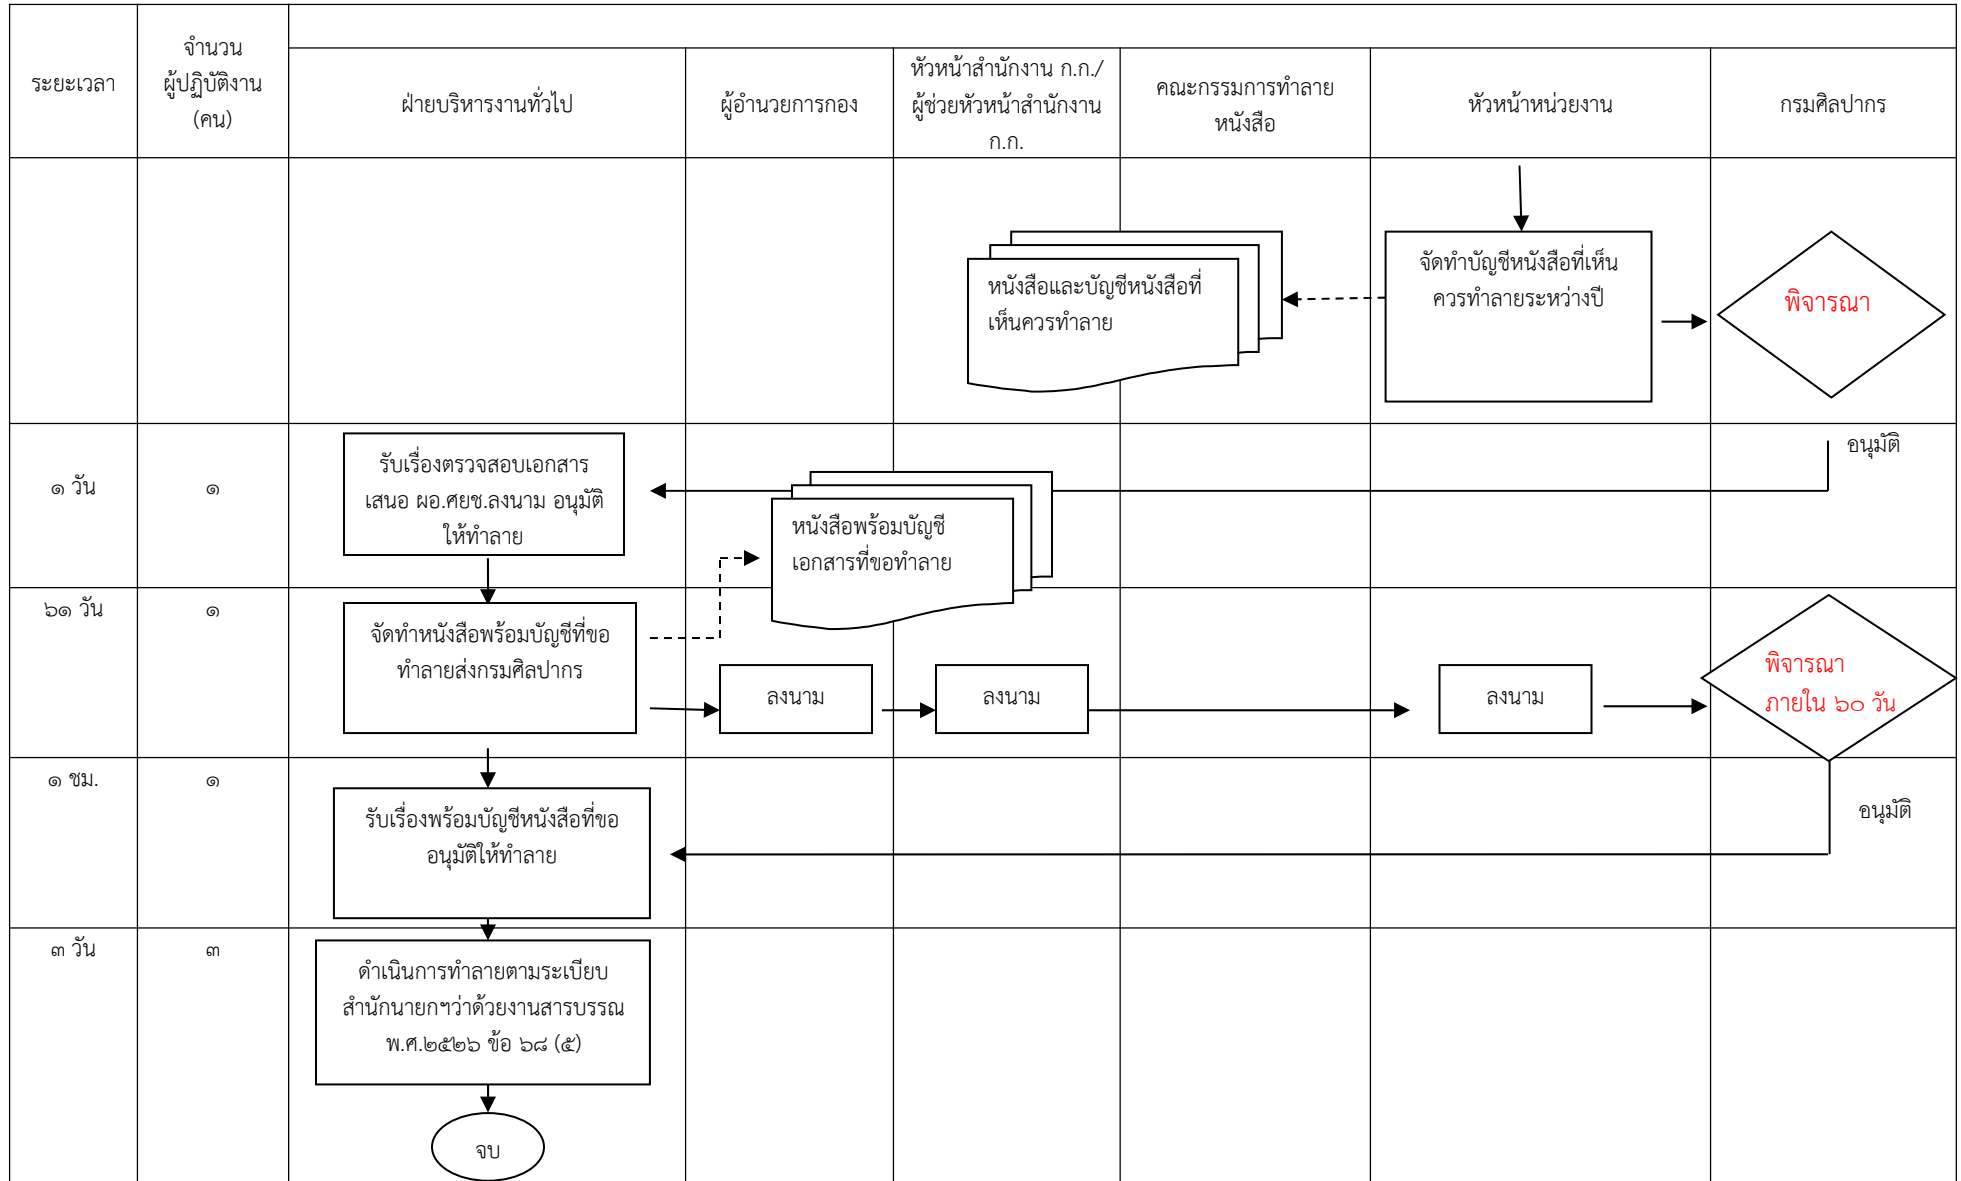 ระยะเวลา
จำนวน
ผู้ปฏิบัติงาน
(คน)
ฝ่ายบริหารงานทั่วไป
ผู้อำนวยการกอง
หัวหน้าสำนักงาน ก.ก./
ผู้ช่วยหัวหน้าสำนักงาน
ก.ก.
คณะกรรมการทำลาย
หนังสือ
หัวหน้าหน่วยงาน
กรมศิลปากร
หนังสือและบัญชีหนังสือที่
เห็นควรทำลาย
จัดทำบัญชีหนังสือที่เห็น
ควรทำลายระหว่างปี
พิจารณา
๑ วัน
๑
รับเรื่องตรวจสอบเอกสาร
เสนอ ผอ.ศยช.ลงนาม อนุมัติ
ให้ทำลาย
หนังสือพร้อมบัญชี
เอกสารที่ขอทำลาย
อนุมัติ
๖๑ วัน
๑
จัดทำหนังสือพร้อมบัญชีที่ขอ
ทำลายส่งกรมศิลปากร
ลงนาม
ลงนาม
ลงนาม
พิจารณา
ภายใน ๖๐ วัน
๑ ชม.
๑
รับเรื่องพร้อมบัญชีหนังสือที่ขอ
อนุมัติให้ทำลาย
อนุมัติ
๓ วัน
๓
ดำเนินการทำลายตามระเบียบ
สำนักนายกฯว่าด้วยงานสารบรรณ
พ.ศ.๒๕๒๖ ข้อ ๖๘ (๕)
จบ